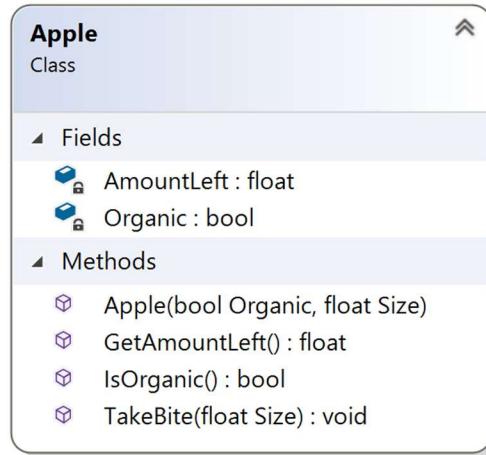 Apple
Class
Fields
AmountLeft : float
Organic : bool
Methods
Apple(bool Organic, float Size)
GetAmountLeft() : float
IsOrganic() : bool
TakeBite(float Size) : void